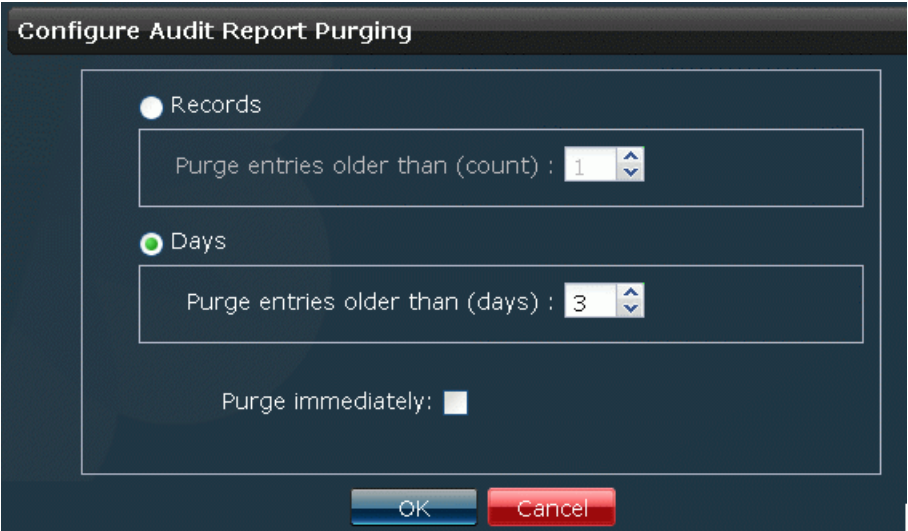 Configure Audit Report Purging
Records
Purge entries older than (count) : 1
Days
Purge entries older than (days) : 3
Purge immediately:
OK Cancel